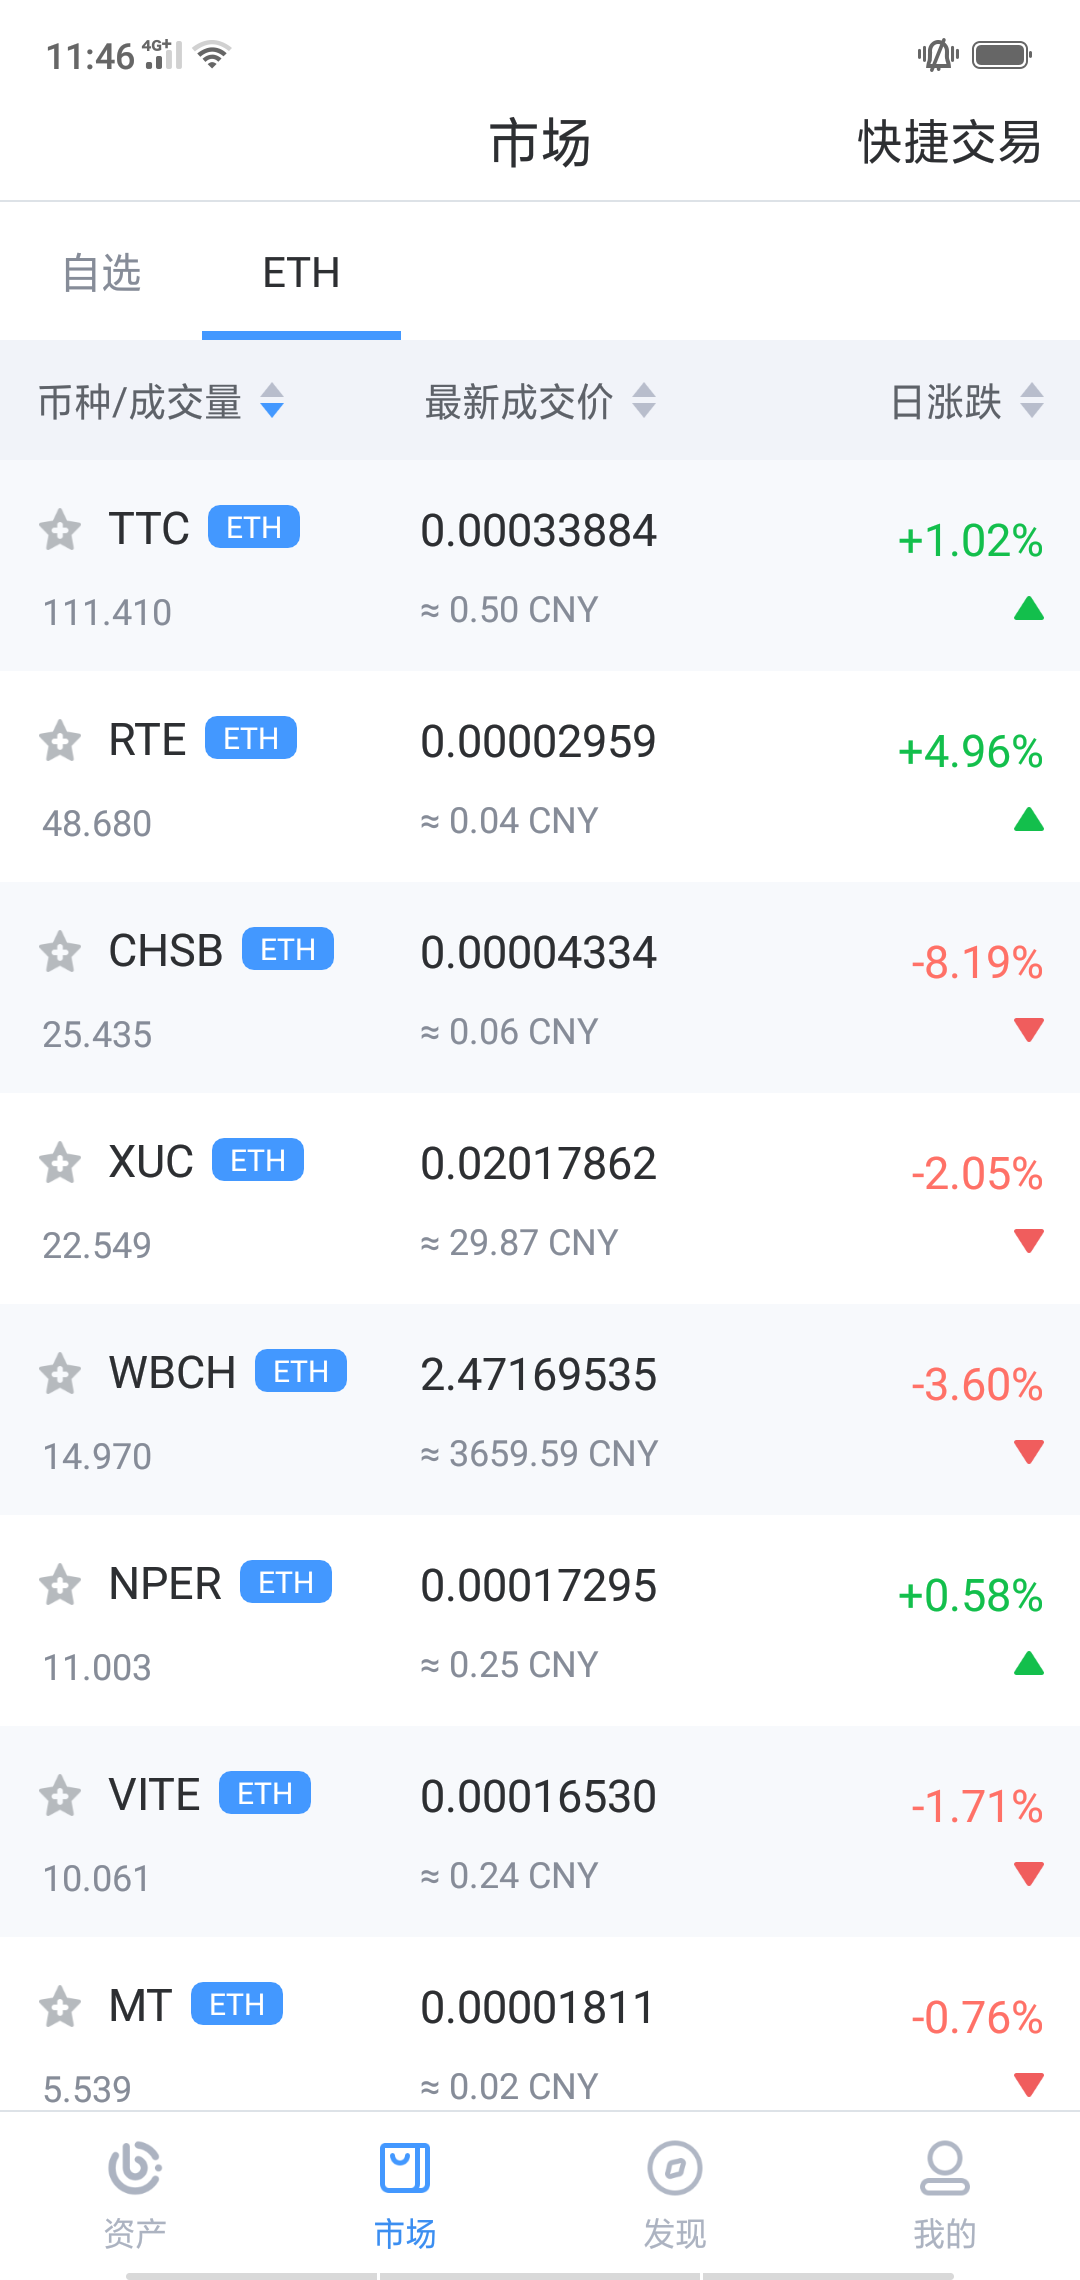 11:46 4G+
市场 快捷交易
自选 ETH
币种/成交量 最新成交价 日涨跌
TTC ETH 0.00033884 +1.02%
111.410 ≈ 0.50 CNY
RTE ETH 0.00002959 +4.96%
48.680 ≈ 0.04 CNY
CHSB ETH 0.00004334 -8.19%
25.435 ≈ 0.06 CNY
XUC ETH 0.02017862 -2.05%
22.549 ≈ 29.87 CNY
WBCH ETH 2.47169535 -3.60%
14.970 ≈ 3659.59 CNY
NPER ETH 0.00017295 +0.58%
11.003 ≈ 0.25 CNY
VITE ETH 0.00016530 -1.71%
10.061 ≈ 0.24 CNY
MT ETH 0.00001811 -0.76%
5.539 ≈ 0.02 CNY
资产 市场 发现 我的